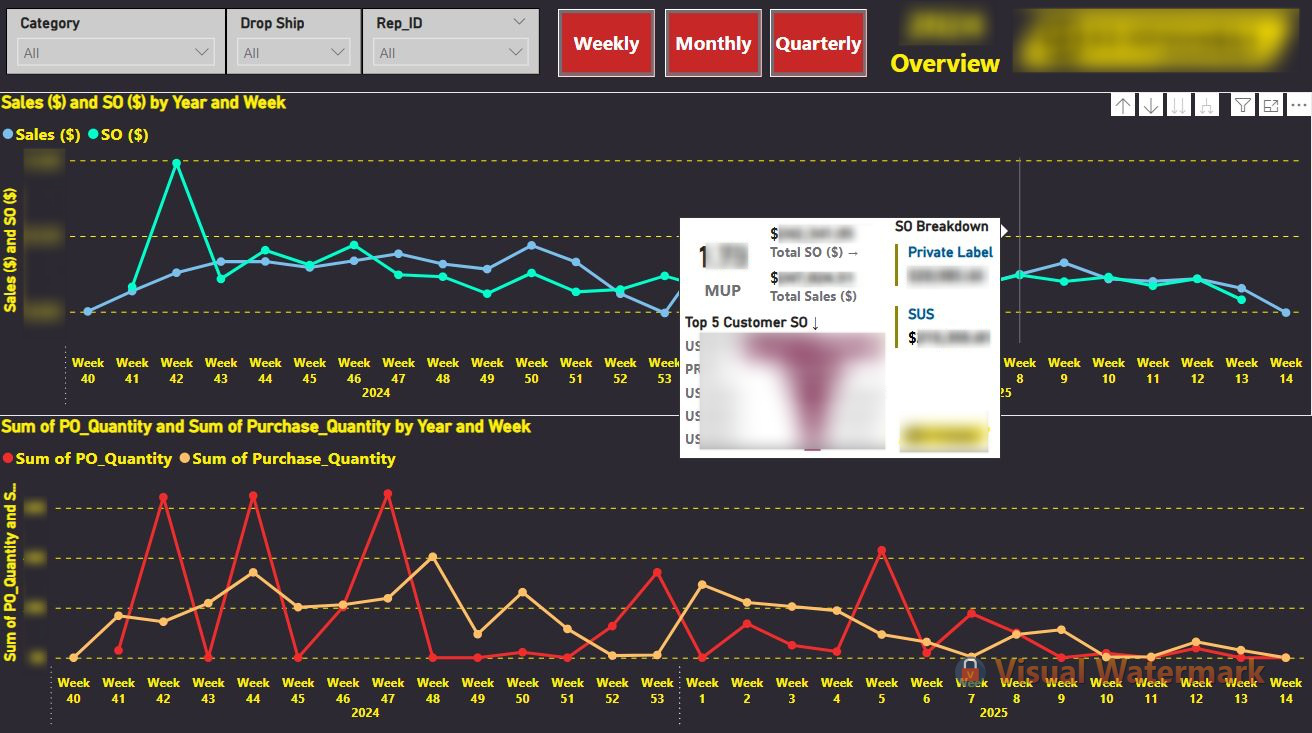 Category
All
Drop Ship
All
Rep_ID
All
Weekly
Monthly
Quarterly
Overview
Sales ($) and SO ($) by Year and Week
Sales ($) SO ($)
Sales ($) and SO ($)
Week 40 Week 41 Week 42 Week 43 Week 44 Week 45 Week 46 Week 47 Week 48 Week 49 Week 50 Week 51 Week 52 Week 53 Week 8 Week 9 Week 10 Week 11 Week 12 Week 13 Week 14
2024 25
MUP
$
Total SO ($) →
$
Total Sales ($)
Top 5 Customer SO ↓
US
PR
US
US
US
SO Breakdown
Private Label
SUS
$
Sum of PO_Quantity and Sum of Purchase_Quantity by Year and Week
Sum of PO_Quantity Sum of Purchase_Quantity
Sum of PO_Quantity and S...
Week 40 Week 41 Week 42 Week 43 Week 44 Week 45 Week 46 Week 47 Week 48 Week 49 Week 50 Week 51 Week 52 Week 53 Week 1 Week 2 Week 3 Week 4 Week 5 Week 6 Week 7 Week 8 Week 9 Week 10 Week 11 Week 12 Week 13 Week 14
2024 2025
Visual Watermark